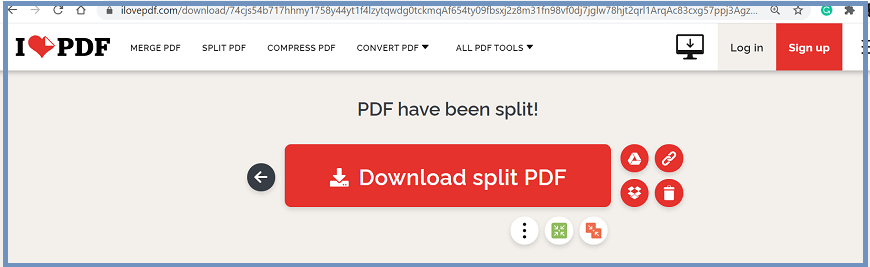 ilovepdf.com/download/74cjs54b717hhmy1758y44yt1f4lzytqwdg0tckmqAf654ty09fbsxj2z8m31fn98vf0dj7jglw78hjt2qrl1ArqAc83cxg57ppj3Agz...
I PDF MERGE PDF SPLIT PDF COMPRESS PDF CONVERT PDF ALL PDF TOOLS Log in Sign up
PDF have been split!
Download split PDF